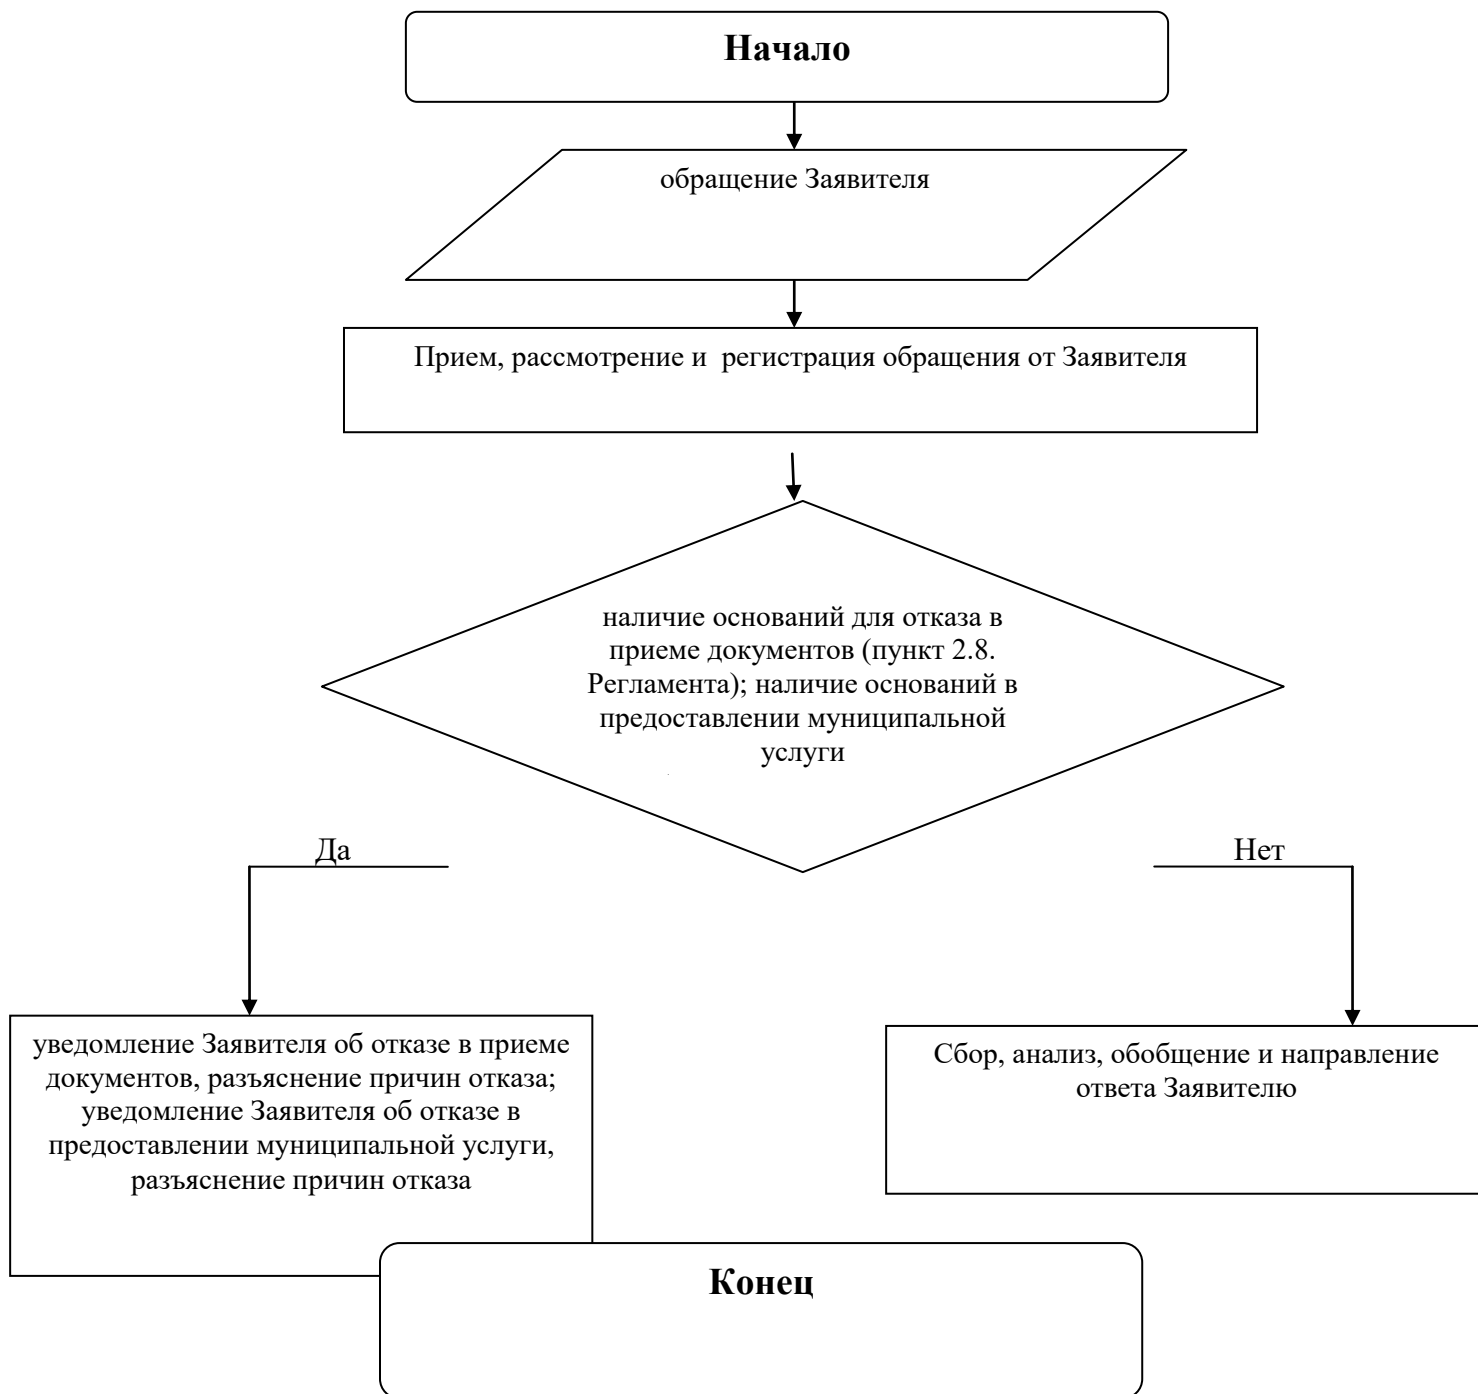 Начало
обращение Заявителя
Прием, рассмотрение и  регистрация обращения от Заявителя
наличие оснований для отказа в
приеме документов (пункт 2.8.
Регламента); наличие оснований в
предоставлении муниципальной
услуги
Да
Нет
уведомление Заявителя об отказе в приеме
документов, разъяснение причин отказа;
уведомление Заявителя об отказе в
предоставлении муниципальной услуги,
разъяснение причин отказа
Сбор, анализ, обобщение и направление
ответа Заявителю
Конец